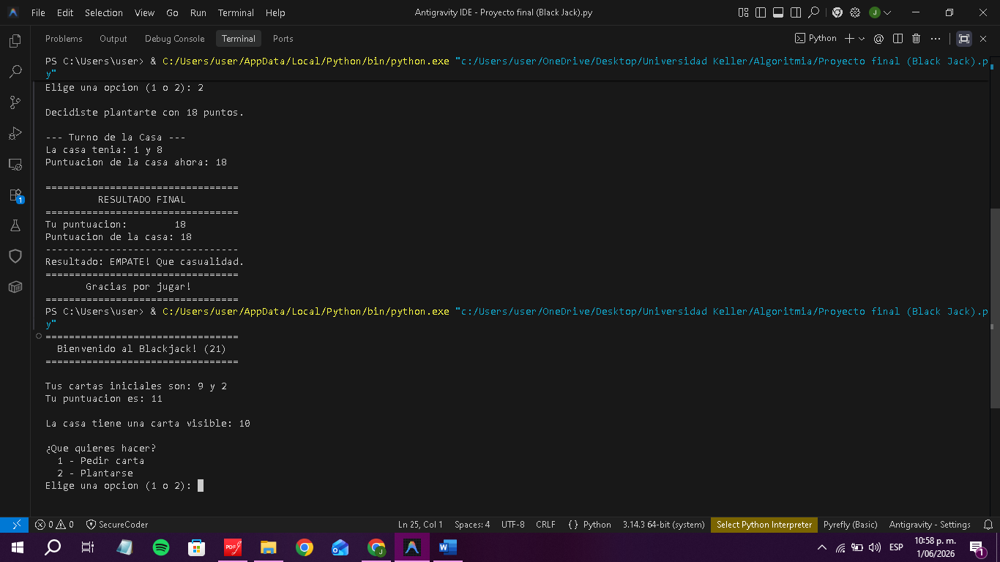 File Edit Selection View Go Run Terminal Help
Antigravity IDE - Proyecto final (Black Jack).py
J
Problems Output Debug Console Terminal Ports
Python
PS C:\Users\user> & C:/Users/user/AppData/Local/Python/bin/python.exe "c:/Users/user/OneDrive/Desktop/Universidad Keller/Algoritmia/Proyecto final (Black Jack).p
y"
Elige una opcion (1 o 2): 2
Decidiste plantarte con 18 puntos.
--- Turno de la Casa ---
La casa tenia: 1 y 8
Puntuacion de la casa ahora: 18
=================================
RESULTADO FINAL
=================================
Tu puntuacion: 18
Puntuacion de la casa: 18
---------------------------------
Resultado: EMPATE! Que casualidad.
=================================
Gracias por jugar!
=================================
PS C:\Users\user> & C:/Users/user/AppData/Local/Python/bin/python.exe "c:/Users/user/OneDrive/Desktop/Universidad Keller/Algoritmia/Proyecto final (Black Jack).p
y"
=================================
Bienvenido al Blackjack! (21)
=================================
Tus cartas iniciales son: 9 y 2
Tu puntuacion es: 11
La casa tiene una carta visible: 10
¿Que quieres hacer?
1 - Pedir carta
2 - Plantarse
Elige una opcion (1 o 2):
1
0 0 SecureCoder Ln 25, Col 1 Spaces: 4 UTF-8 CRLF {} Python 3.14.3 64-bit (system) Select Python Interpreter Pyrefly (Basic) Antigravity - Settings
PDF J W ESP 10:58 p. m.
1/06/2026
1